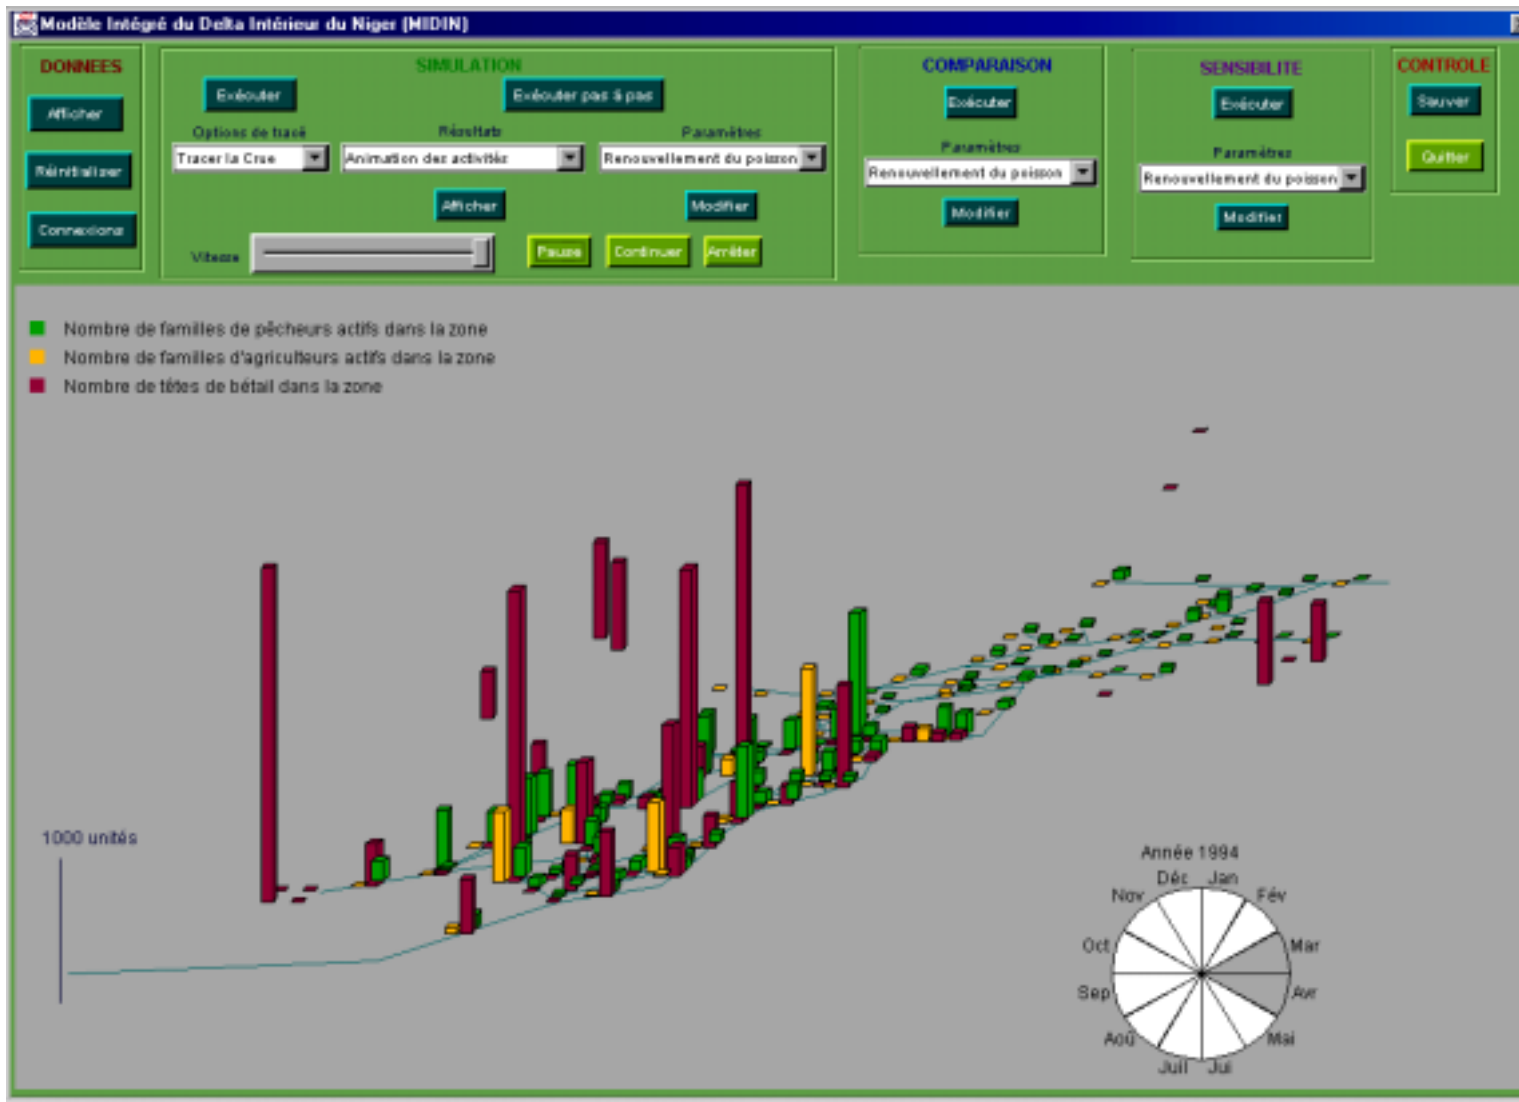 Modèle Intégré du Delta Intérieur du Niger (MIDIN)
DONNEES
Afficher
Réinitializer
Connexions
SIMULATION
Exécuter
Exécuter pas à pas
Options de tracé
Résultats
Paramètres
Tracer la Crue
Animation des activités
Renouvellement du poisson
Afficher
Modifier
Vitesse
Pause
Continuer
Arrêter
COMPARAISON
Exécuter
Paramètres
Renouvellement du poisson
Modifier
SENSIBILITE
Exécuter
Paramètres
Renouvellement du poisson
Modifier
CONTROLE
Sauver
Quitter
Nombre de familles de pêcheurs actifs dans la zone
Nombre de familles d'agriculteurs actifs dans la zone
Nombre de têtes de bétail dans la zone
1000 unités
Année 1994
Déc
Jan
Nov
Fév
Oct
Mar
Sep
Avr
Aoû
Mai
Juil
Jui